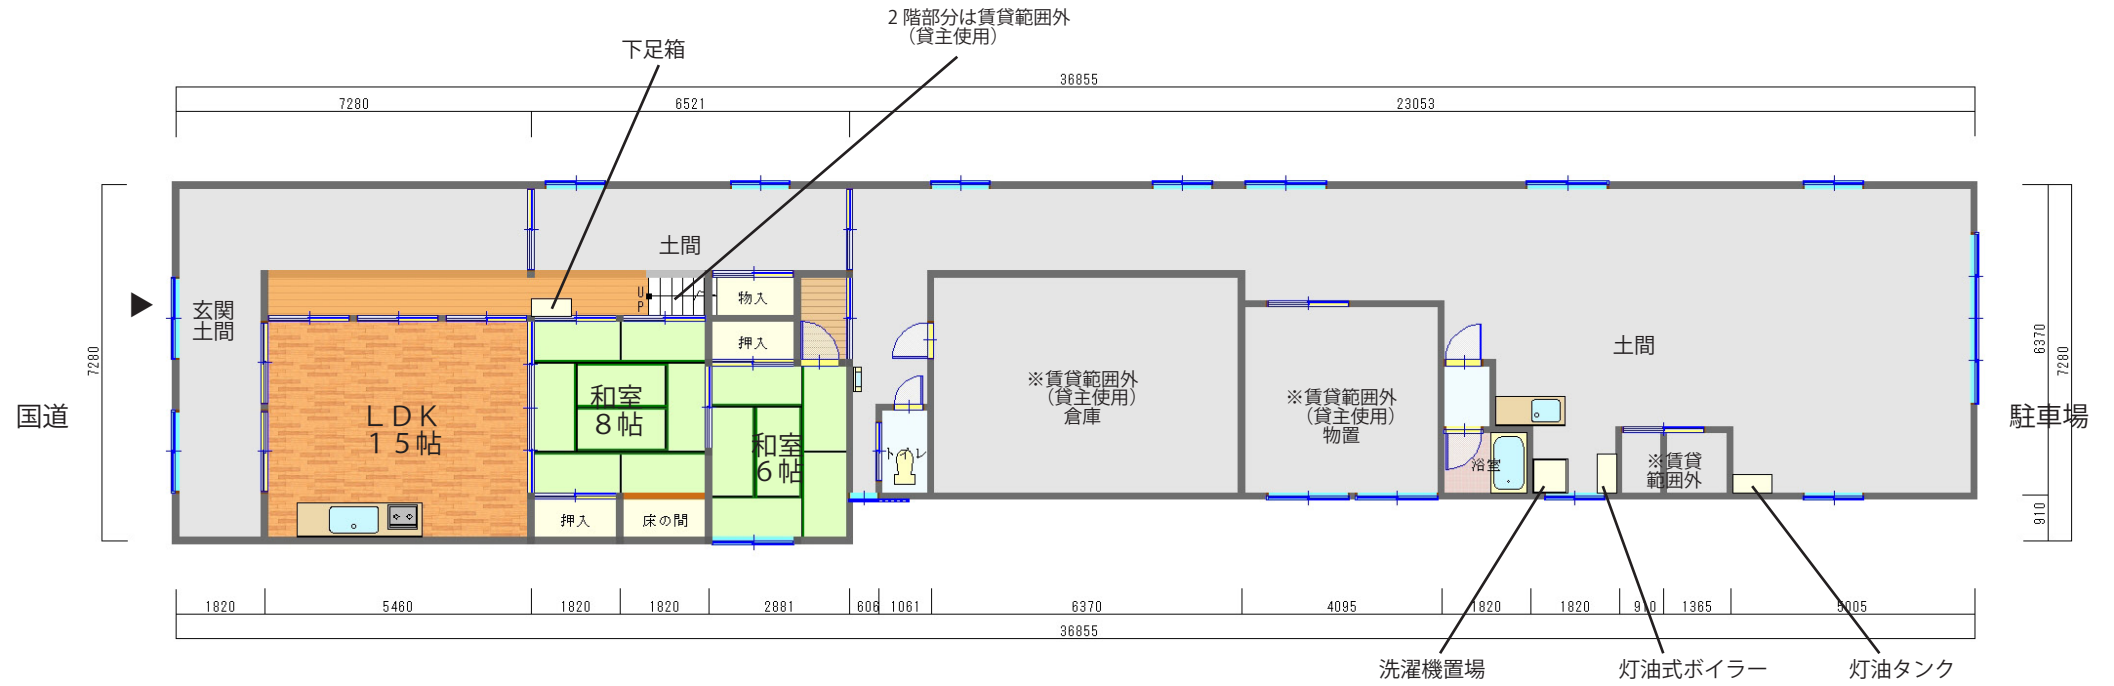 2階部分は賃貸範囲外
（貸主使用）
下足箱
36855
7280
6521
23053
土間
玄関
土間
UP
物入
押入
国道
7280
LDK
15帖
和室
8帖
和室
6帖
押入
床の間
トイレ
※賃貸範囲外
（貸主使用）
倉庫
※賃貸範囲外
（貸主使用）
物置
土間
浴室
※賃貸
範囲外
駐車場
6370
7280
910
1820
5460
1820
1820
2881
606
1061
6370
4095
1820
1820
910
1365
5005
36855
洗濯機置場
灯油式ボイラー
灯油タンク